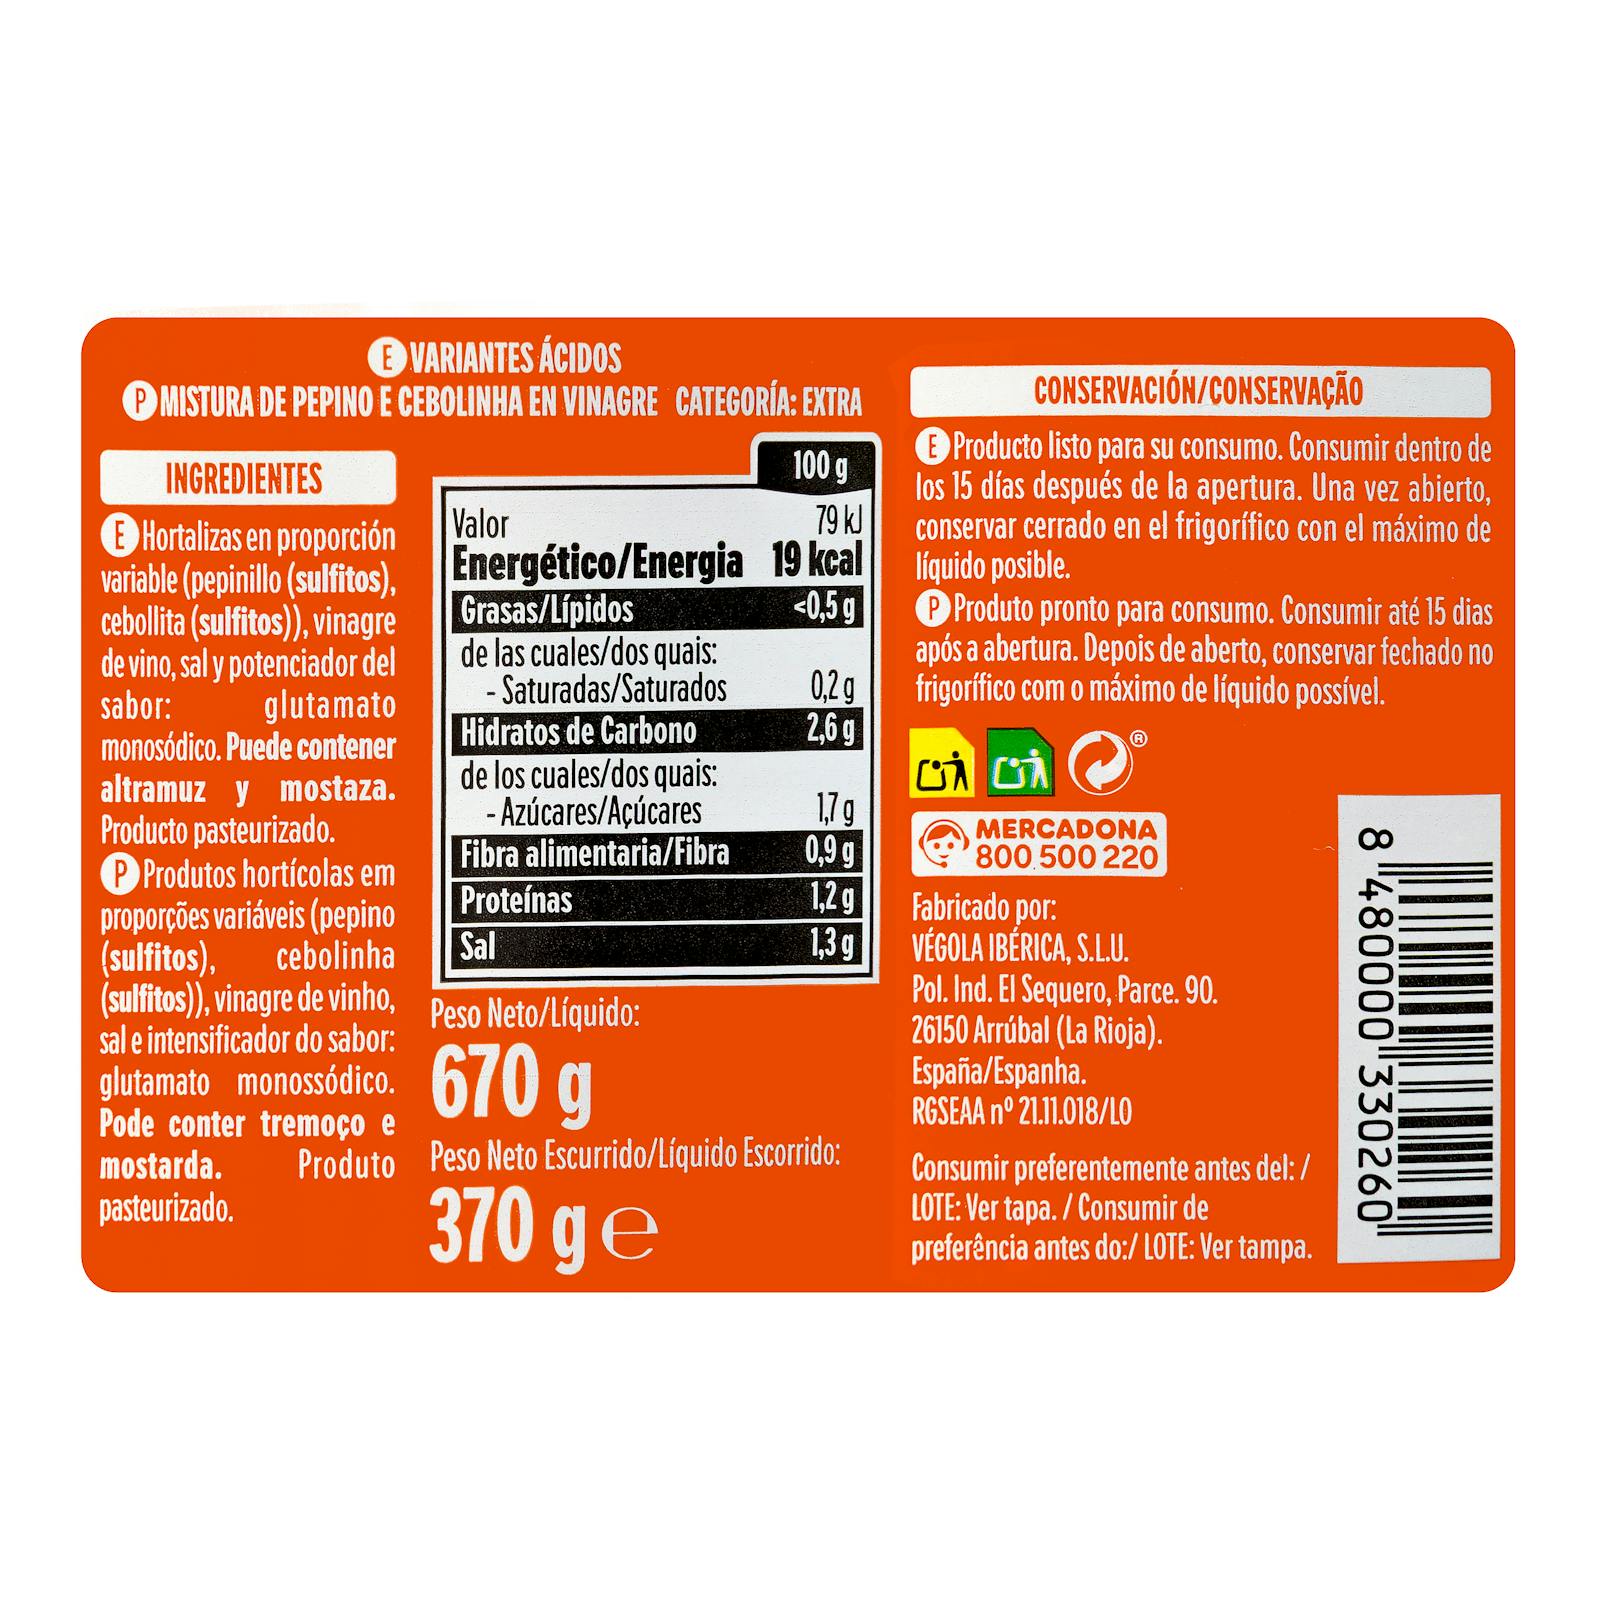 E VARIANTES ÁCIDOS
P MISTURA DE PEPINO E CEBOLINHA EN VINAGRE CATEGORÍA: EXTRA
INGREDIENTES
E Hortalizas en proporción
variable (pepinillo (sulfitos),
cebollita (sulfitos)), vinagre
de vino, sal y potenciador del
sabor: glutamato
monosódico. Puede contener
altramuz y mostaza.
Producto pasteurizado.
P Produtos hortícolas em
proporções variáveis (pepino
(sulfitos), cebolinha
(sulfitos)), vinagre de vinho,
sal e intensificador do sabor:
glutamato monossódico.
Pode conter tremoço e
mostarda. Produto
pasteurizado.
100 g
Valor 79 kJ
Energético/Energia 19 kcal
Grasas/Lípidos <0,5 g
de las cuales/dos quais:
- Saturadas/Saturados 0,2 g
Hidratos de Carbono 2,6 g
de los cuales/dos quais:
- Azúcares/Açúcares 1,7 g
Fibra alimentaria/Fibra 0,9 g
Proteínas 1,2 g
Sal 1,3 g
Peso Neto/Líquido:
670 g
Peso Neto Escurrido/Líquido Escorrido:
370 g e
CONSERVACIÓN/CONSERVAÇÃO
E Producto listo para su consumo. Consumir dentro de
los 15 días después de la apertura. Una vez abierto,
conservar cerrado en el frigorífico con el máximo de
líquido posible.
P Produto pronto para consumo. Consumir até 15 dias
após a abertura. Depois de aberto, conservar fechado no
frigorífico com o máximo de líquido possível.
®
MERCADONA
800 500 220
Fabricado por:
VÉGOLA IBÉRICA, S.L.U.
Pol. Ind. El Sequero, Parce. 90.
26150 Arrúbal (La Rioja).
España/Espanha.
RGSEAA nº 21.11.018/LO
Consumir preferentemente antes del: /
LOTE: Ver tapa. / Consumir de
preferência antes do:/ LOTE: Ver tampa.
8 480000 330260